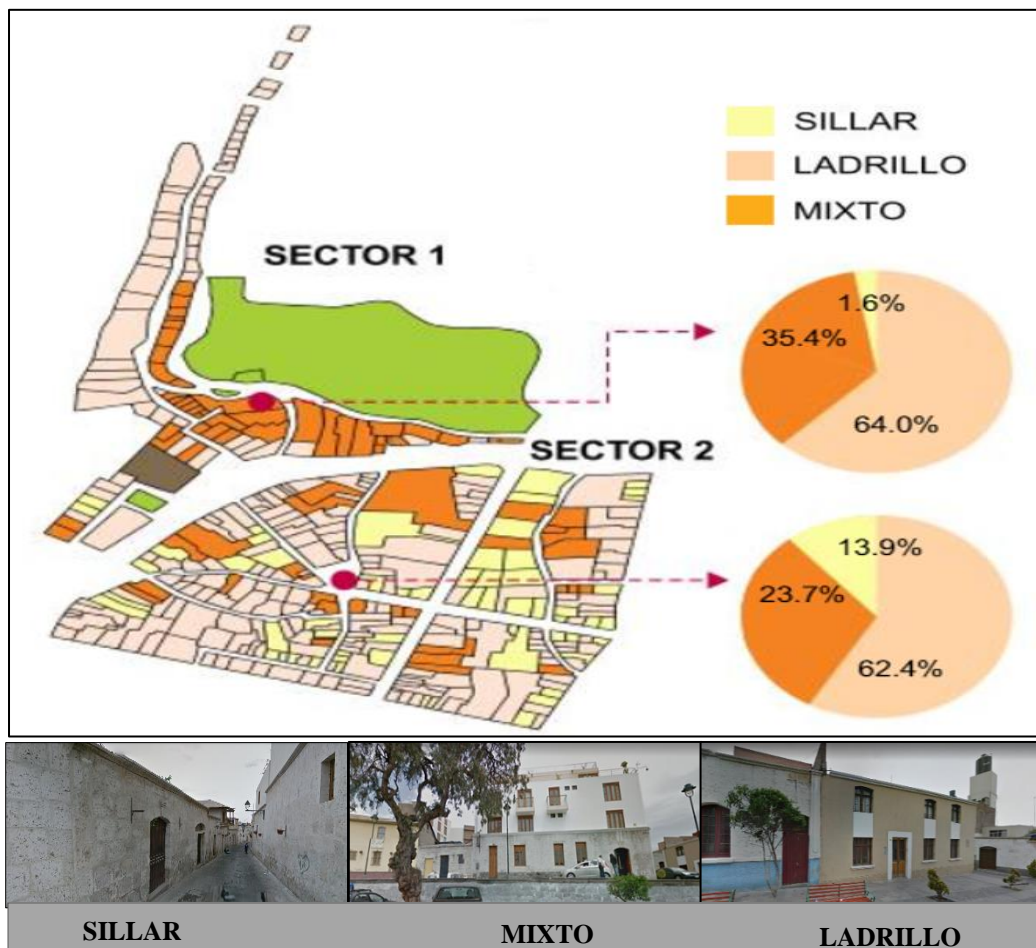 SILLAR
LADRILLO
MIXTO
SECTOR 1
1.6%
35.4%
64.0%
SECTOR 2
13.9%
23.7%
62.4%
SILLAR
MIXTO
LADRILLO